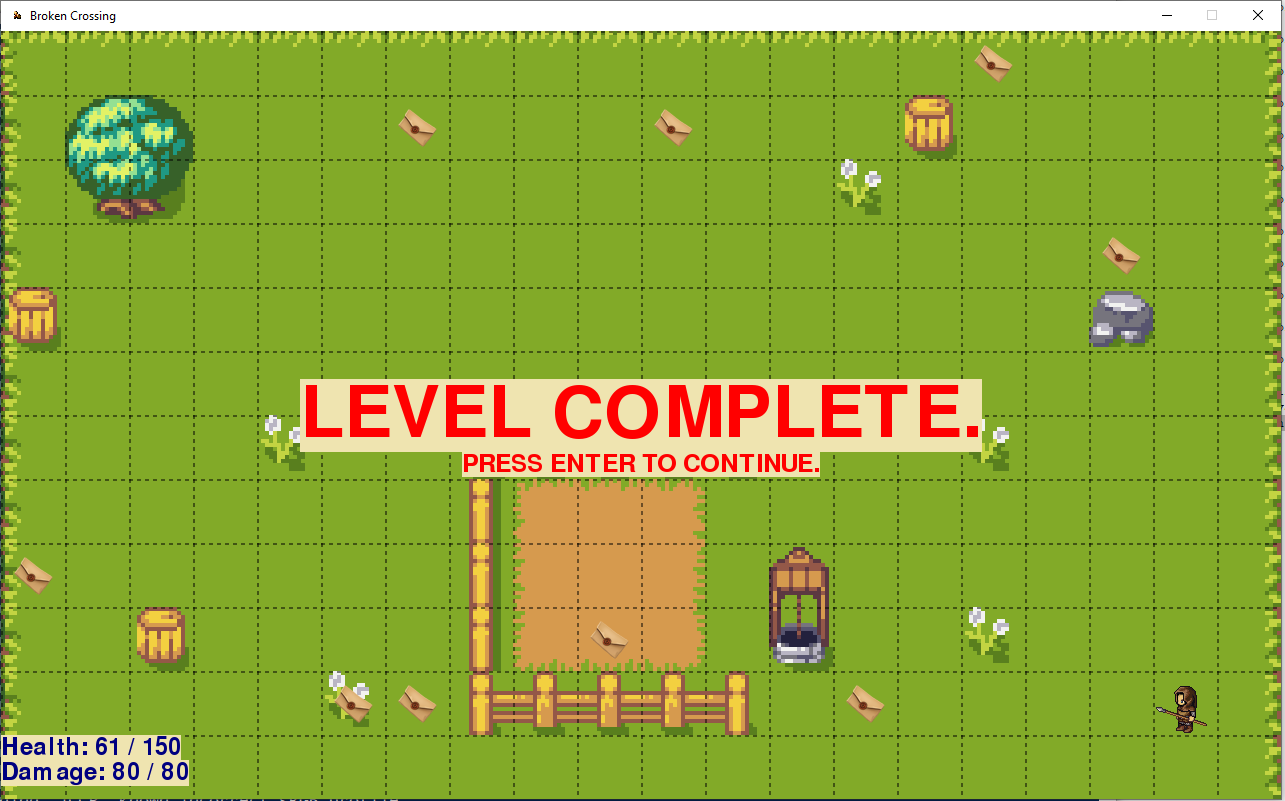 Broken Crossing
LEVEL COMPLETE.
PRESS ENTER TO CONTINUE.
Health: 61 / 150
Damage: 80 / 80